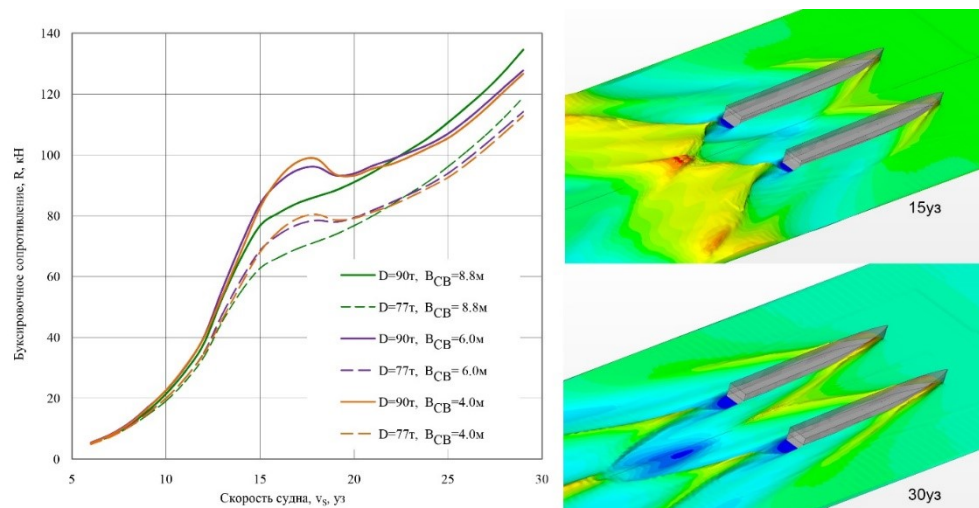 Буксировочное сопротивление, R, кН
140
120
100
80
60
40
20
0
5
10
15
20
25
30
Скорость судна, vs, уз
D=90т, BCB=8.8м
D=77т, BCB= 8.8м
D=90т, BCB=6.0м
D=77т, BCB=6.0м
D=90т, BCB=4.0м
D=77т, BCB=4.0м
15уз
30уз